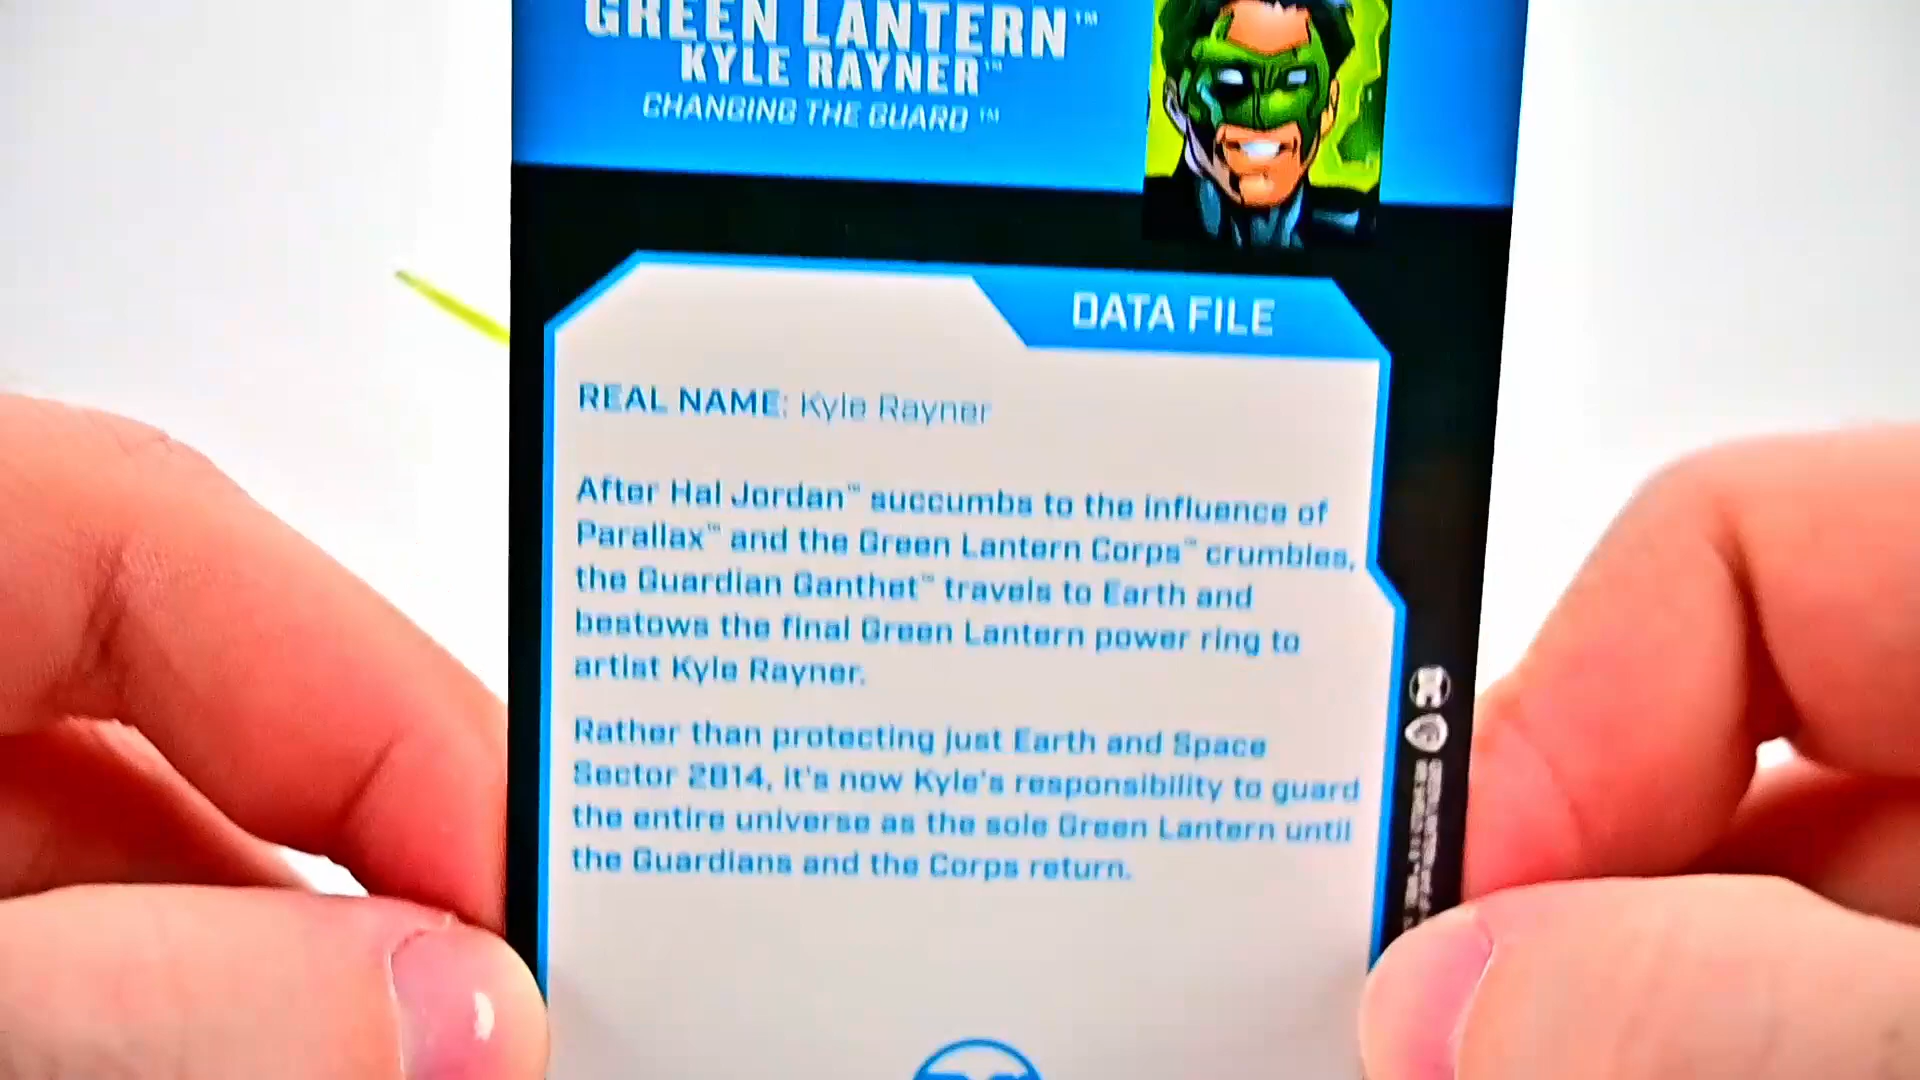 GREEN LANTERN™
KYLE RAYNER™
CHANGING THE GUARD™
DATA FILE
REAL NAME: Kyle Rayner
After Hal Jordan™ succumbs to the influence of
Parallax™ and the Green Lantern Corps™ crumbles,
the Guardian Ganthet™ travels to Earth and
bestows the final Green Lantern power ring to
artist Kyle Rayner.
Rather than protecting just Earth and Space
Sector 2814, it's now Kyle's responsibility to guard
the entire universe as the sole Green Lantern until
the Guardians and the Corps return.